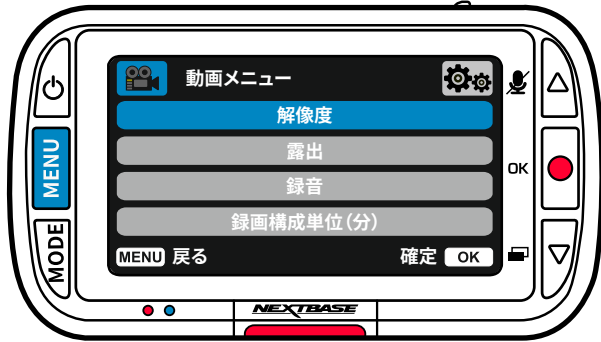 動画メニュー
解像度
MENU
露出
OK
録音
録画構成単位(分)
MODE
MENU 戻る 確定 OK
NEXTBASE